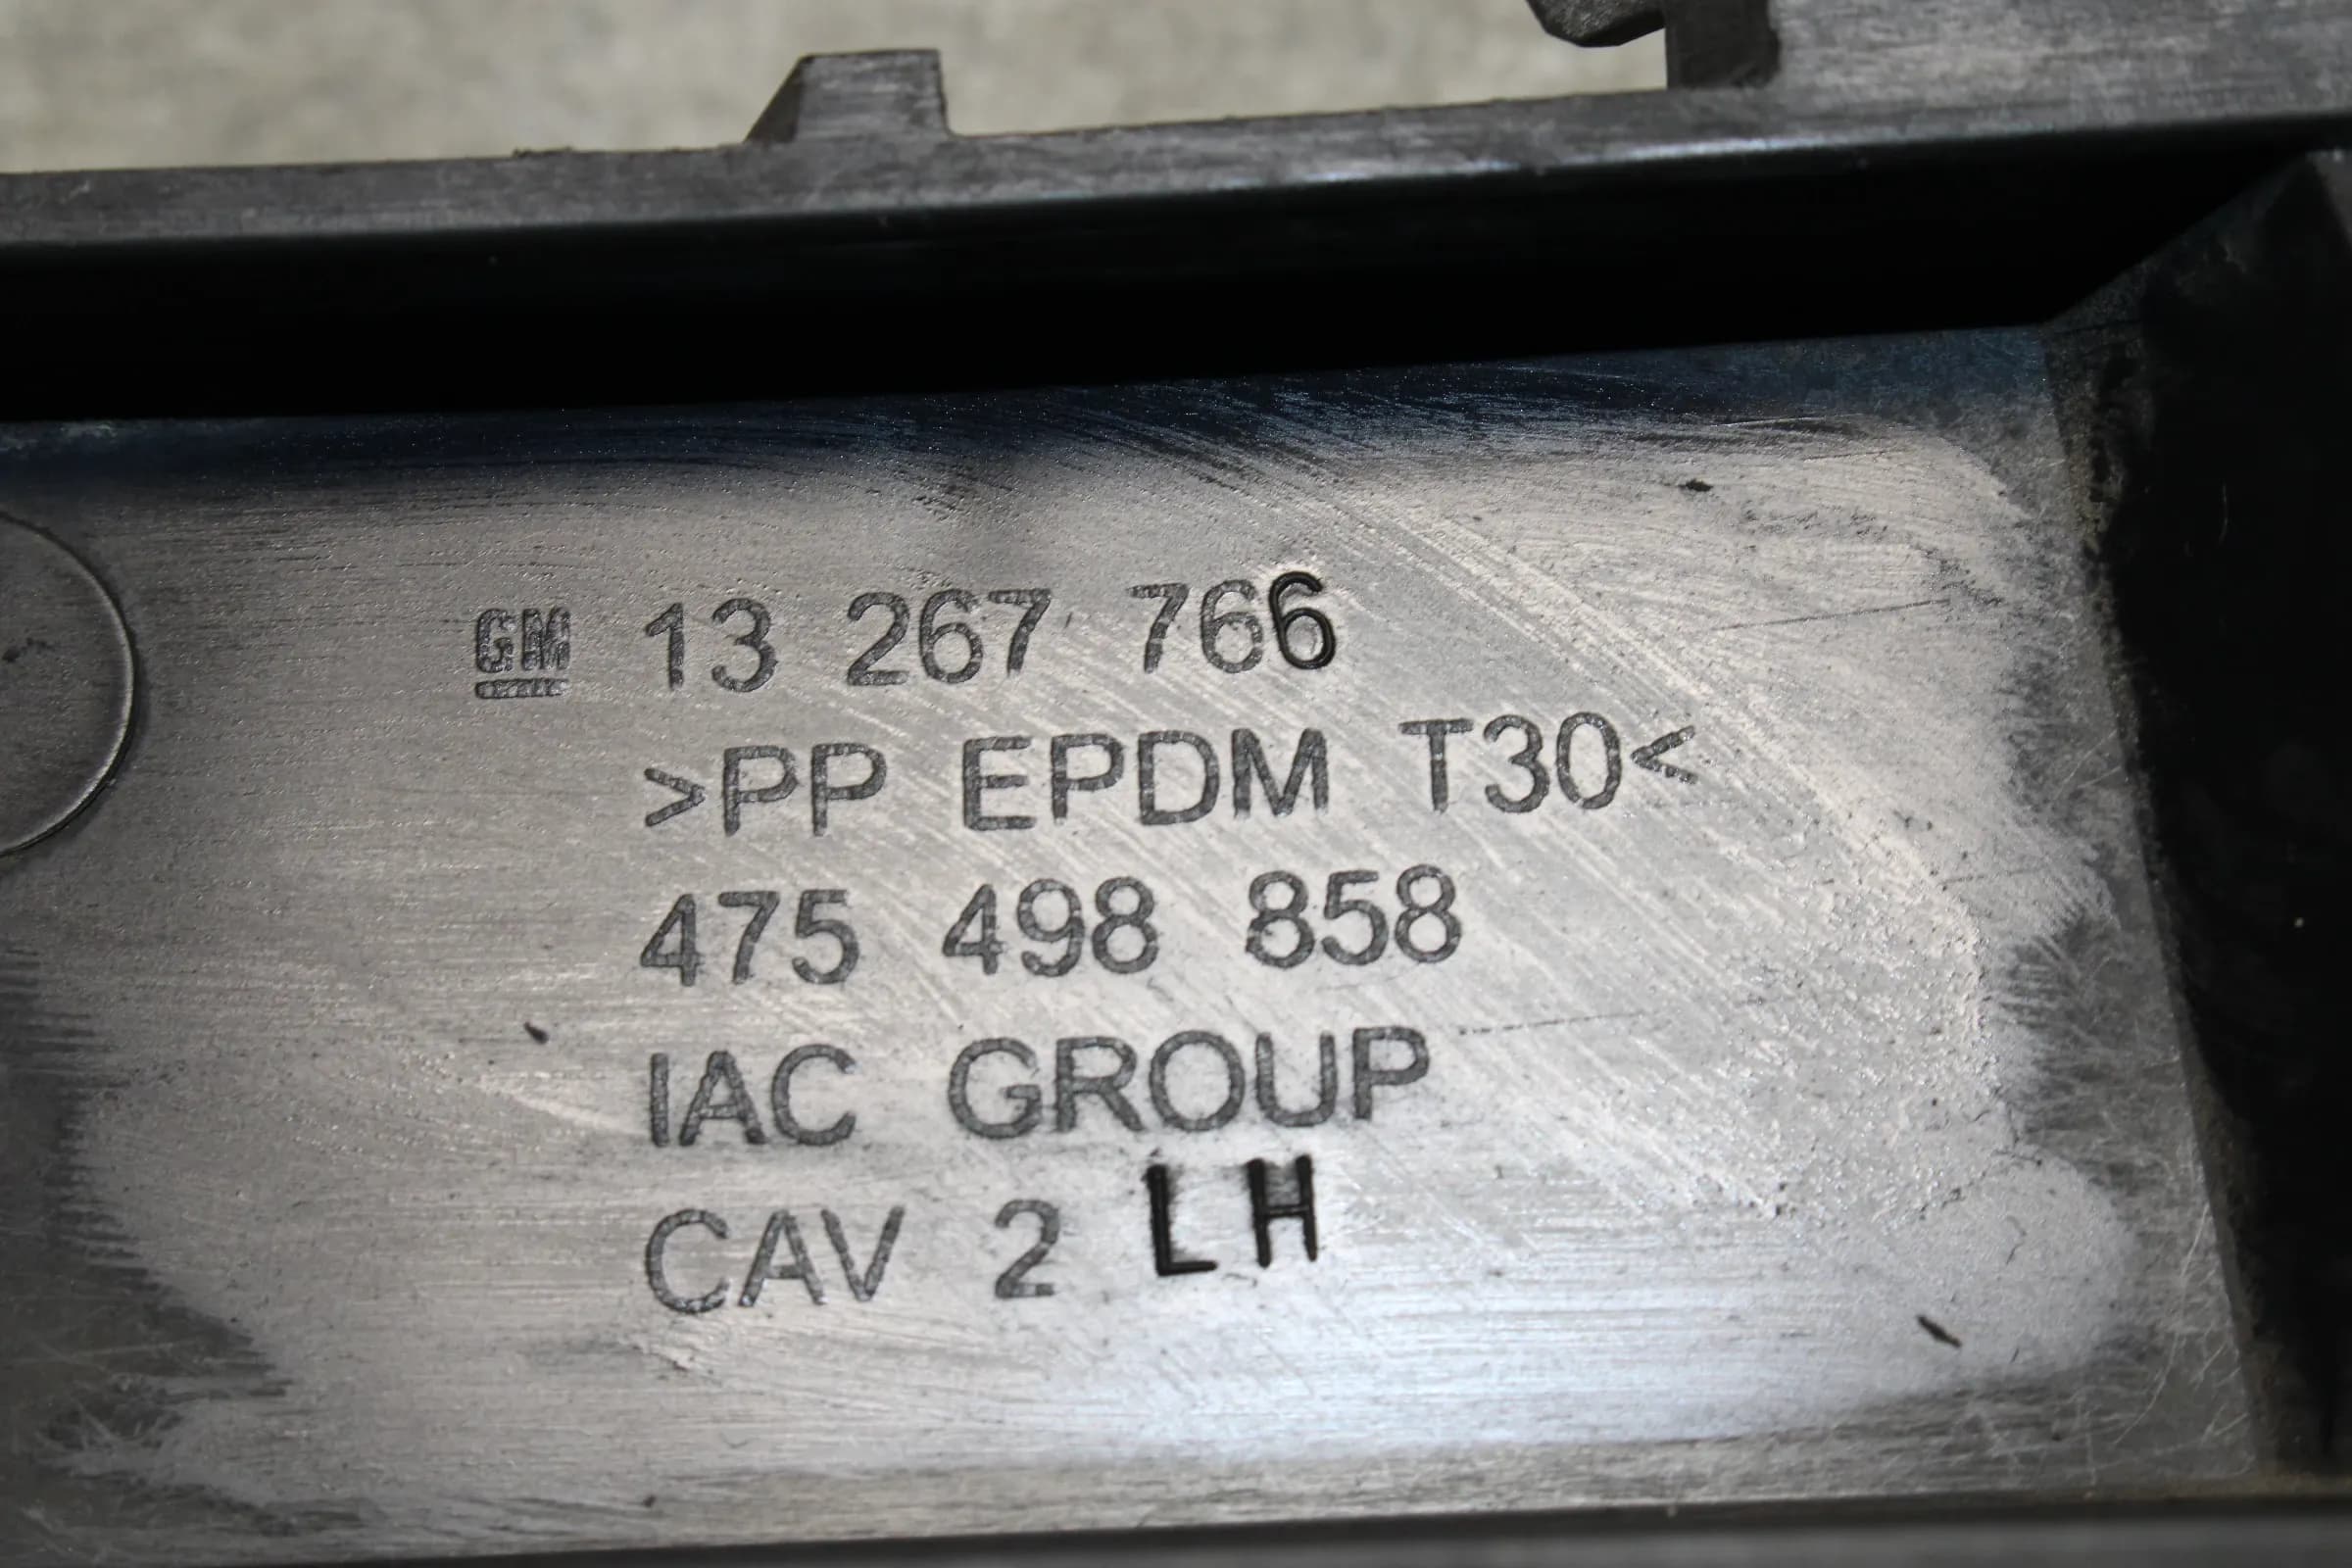 GM 13 267 766
>PP EPDM T30<
475 498 858
IAC GROUP
CAV 2 LH